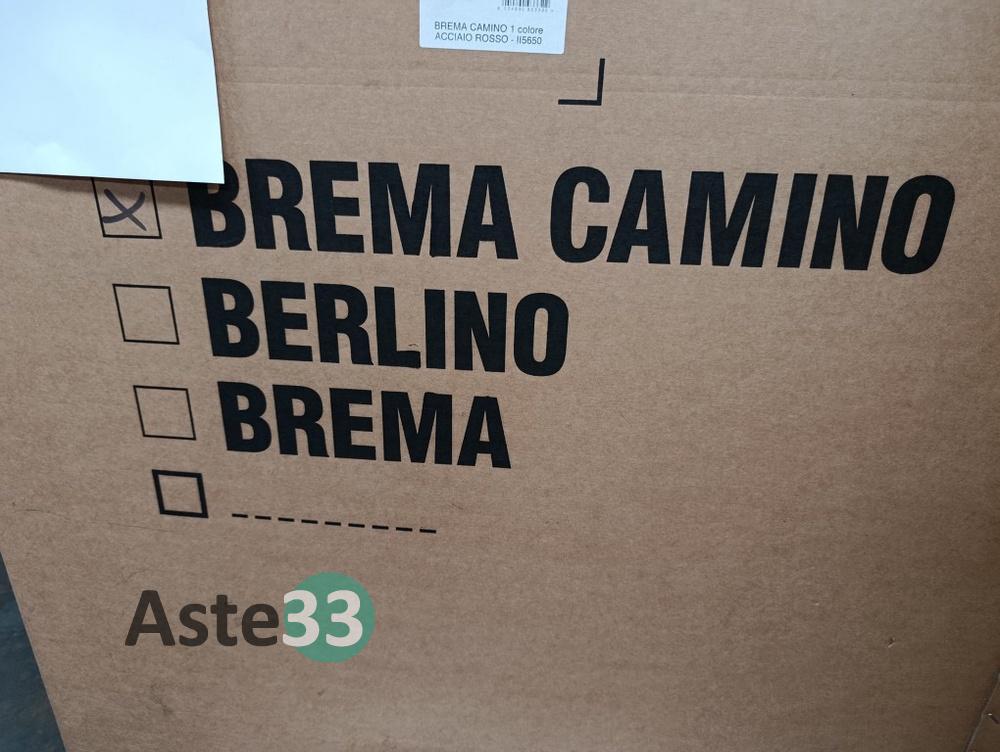 BREMA CAMINO 1 colore
ACCIAIO ROSSO - II5650
BREMA CAMINO
BERLINO
BREMA
Aste33